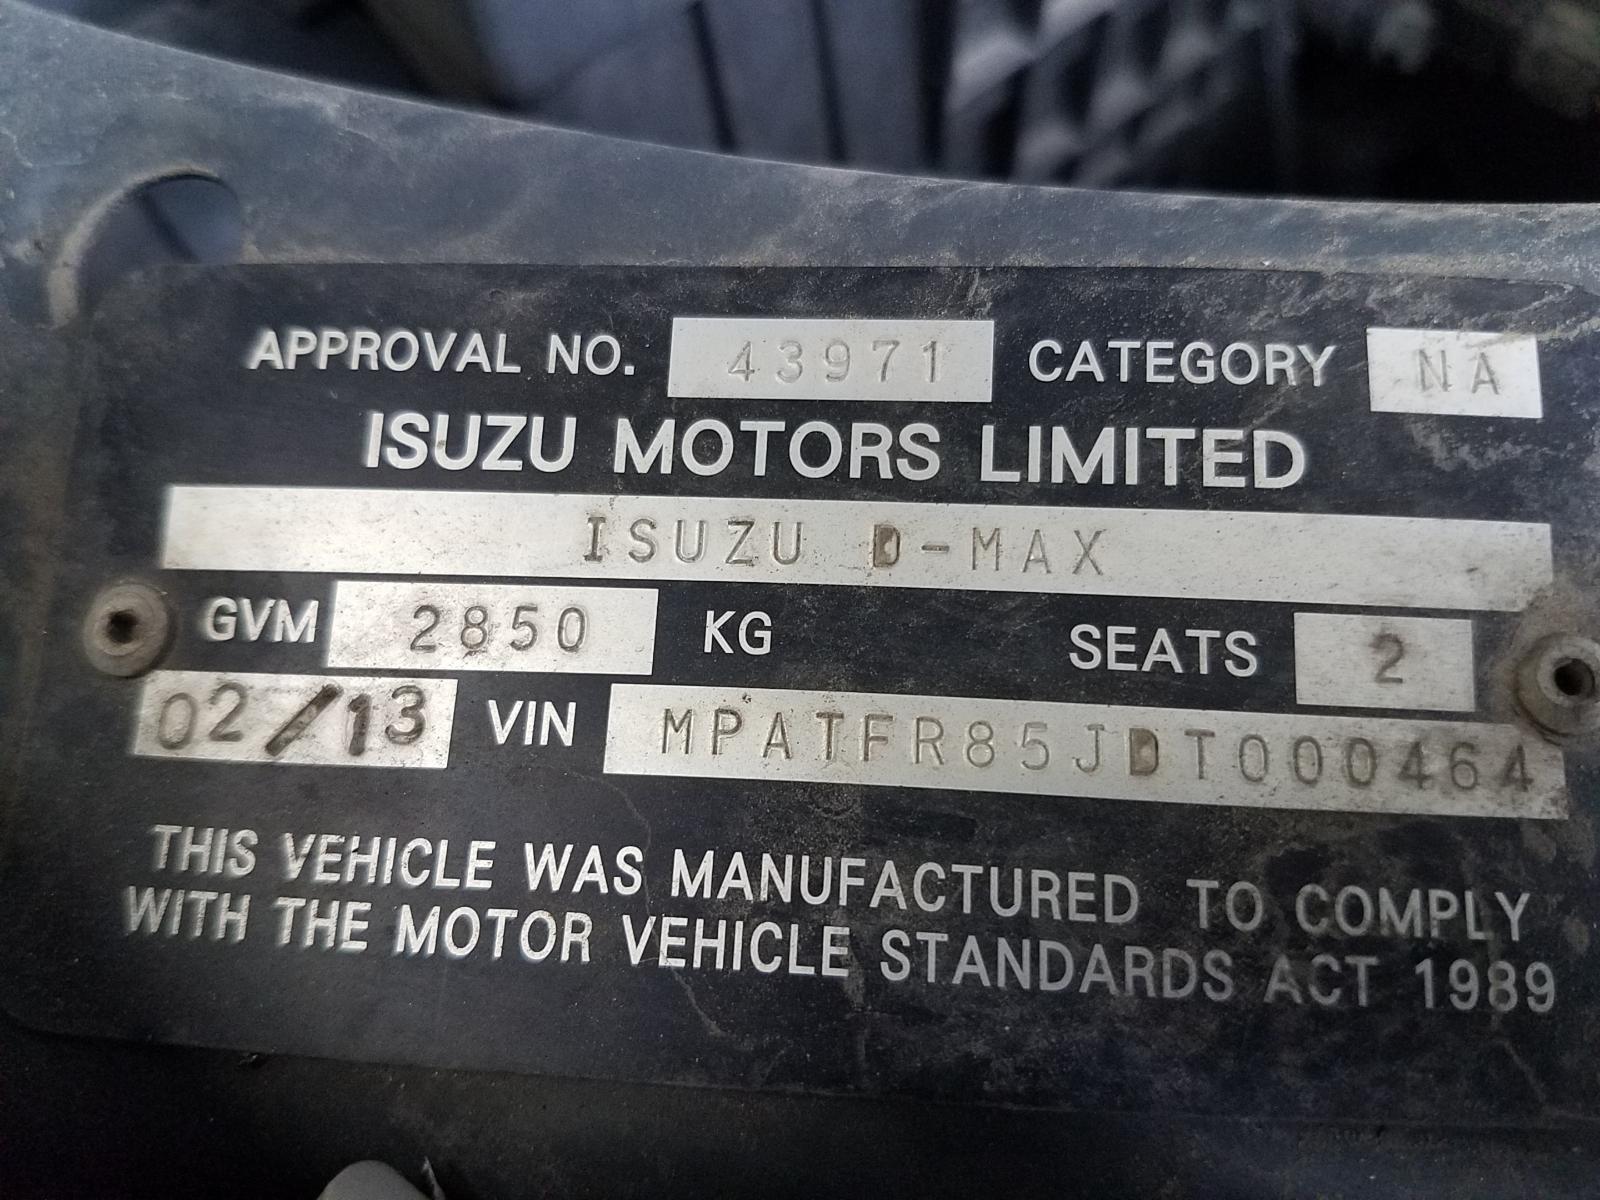 APPROVAL NO. 43971 CATEGORY NA
ISUZU MOTORS LIMITED
ISUZU D-MAX
GVM 2850 KG SEATS 2
02/13 VIN MPATFR85JDT000464
THIS VEHICLE WAS MANUFACTURED TO COMPLY
WITH THE MOTOR VEHICLE STANDARDS ACT 1989